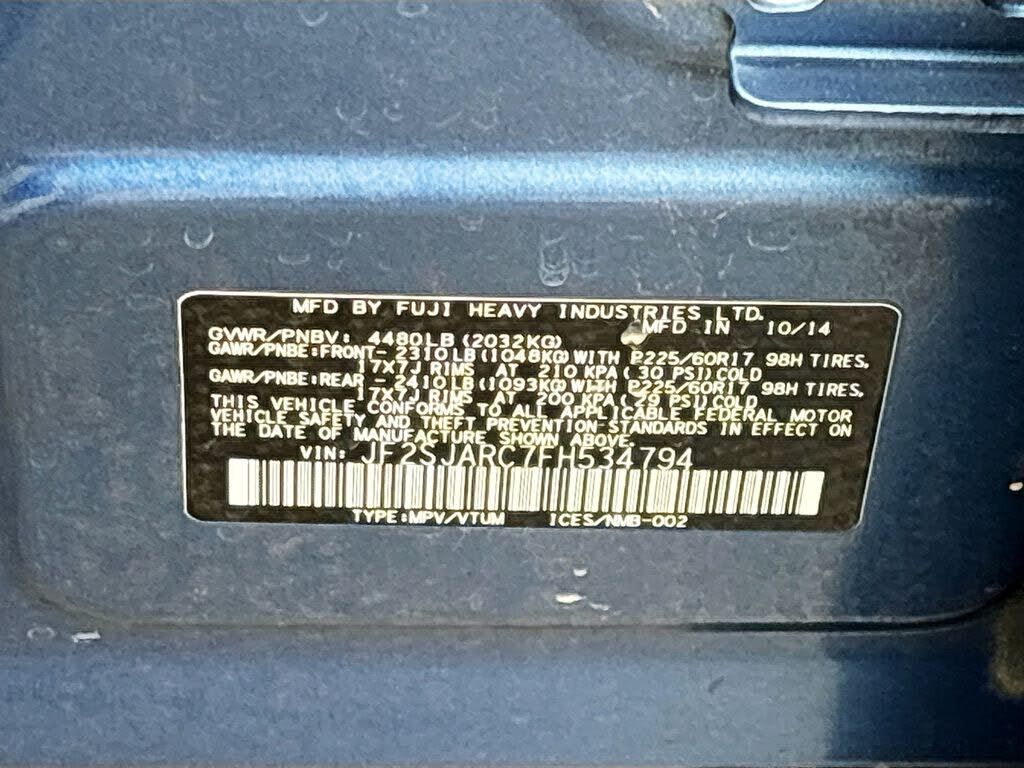 MFD BY FUJI HEAVY INDUSTRIES LTD.
MFD IN 10/14
GVWR/PNBV: 4480LB (2032KG)
GAWR/PNBE:FRONT- 2310LB (1048KG) WITH P225/60R17 98H TIRES,
17X7J RIMS AT 210 KPA ( 30 PSI) COLD
GAWR/PNBE:REAR - 2410LB (1093KG) WITH P225/60R17 98H TIRES,
17X7J RIMS AT 200 KPA ( 29 PSI) COLD
THIS VEHICLE CONFORMS TO ALL APPLICABLE FEDERAL MOTOR
VEHICLE SAFETY AND THEFT PREVENTION STANDARDS IN EFFECT ON
THE DATE OF MANUFACTURE SHOWN ABOVE.
VIN: JF2SJARC7FH534794
TYPE:MPV/VTUM ICES/NMB-002